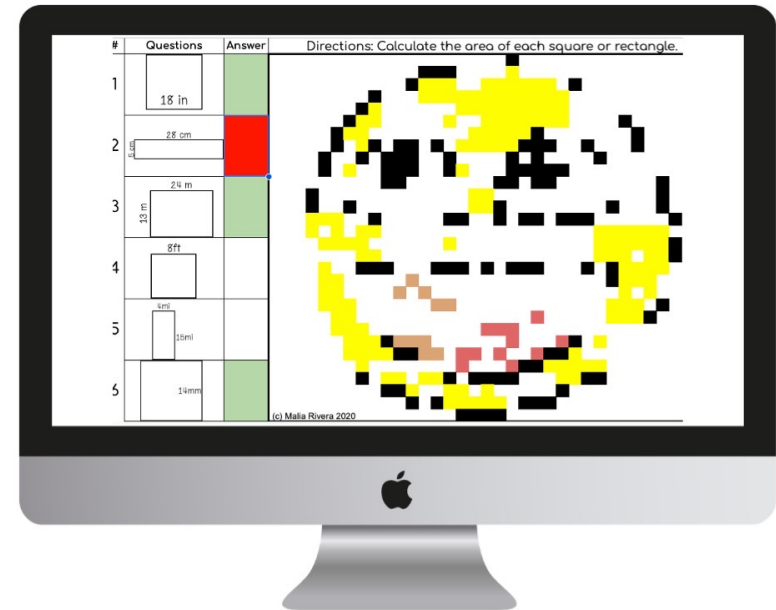 # Questions Answer Directions: Calculate the area of each square or rectangle.
1
18 in
2
28 cm
5 cm
3
24 m
13 m
4
8ft
5
4mi
15mi
6
14mm
(c) Malia Rivera 2020